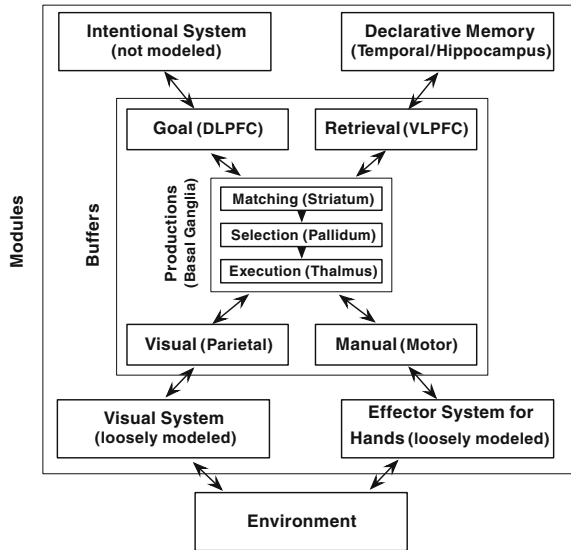 Intentional System
(not modeled)
Declarative Memory
(Temporal/Hippocampus)
Goal (DLPFC)
Retrieval (VLPFC)
Modules
Buffers
Productions
(Basal Ganglia)
Matching (Striatum)
Selection (Pallidum)
Execution (Thalmus)
Visual (Parietal)
Manual (Motor)
Visual System
(loosely modeled)
Effector System for
Hands (loosely modeled)
Environment